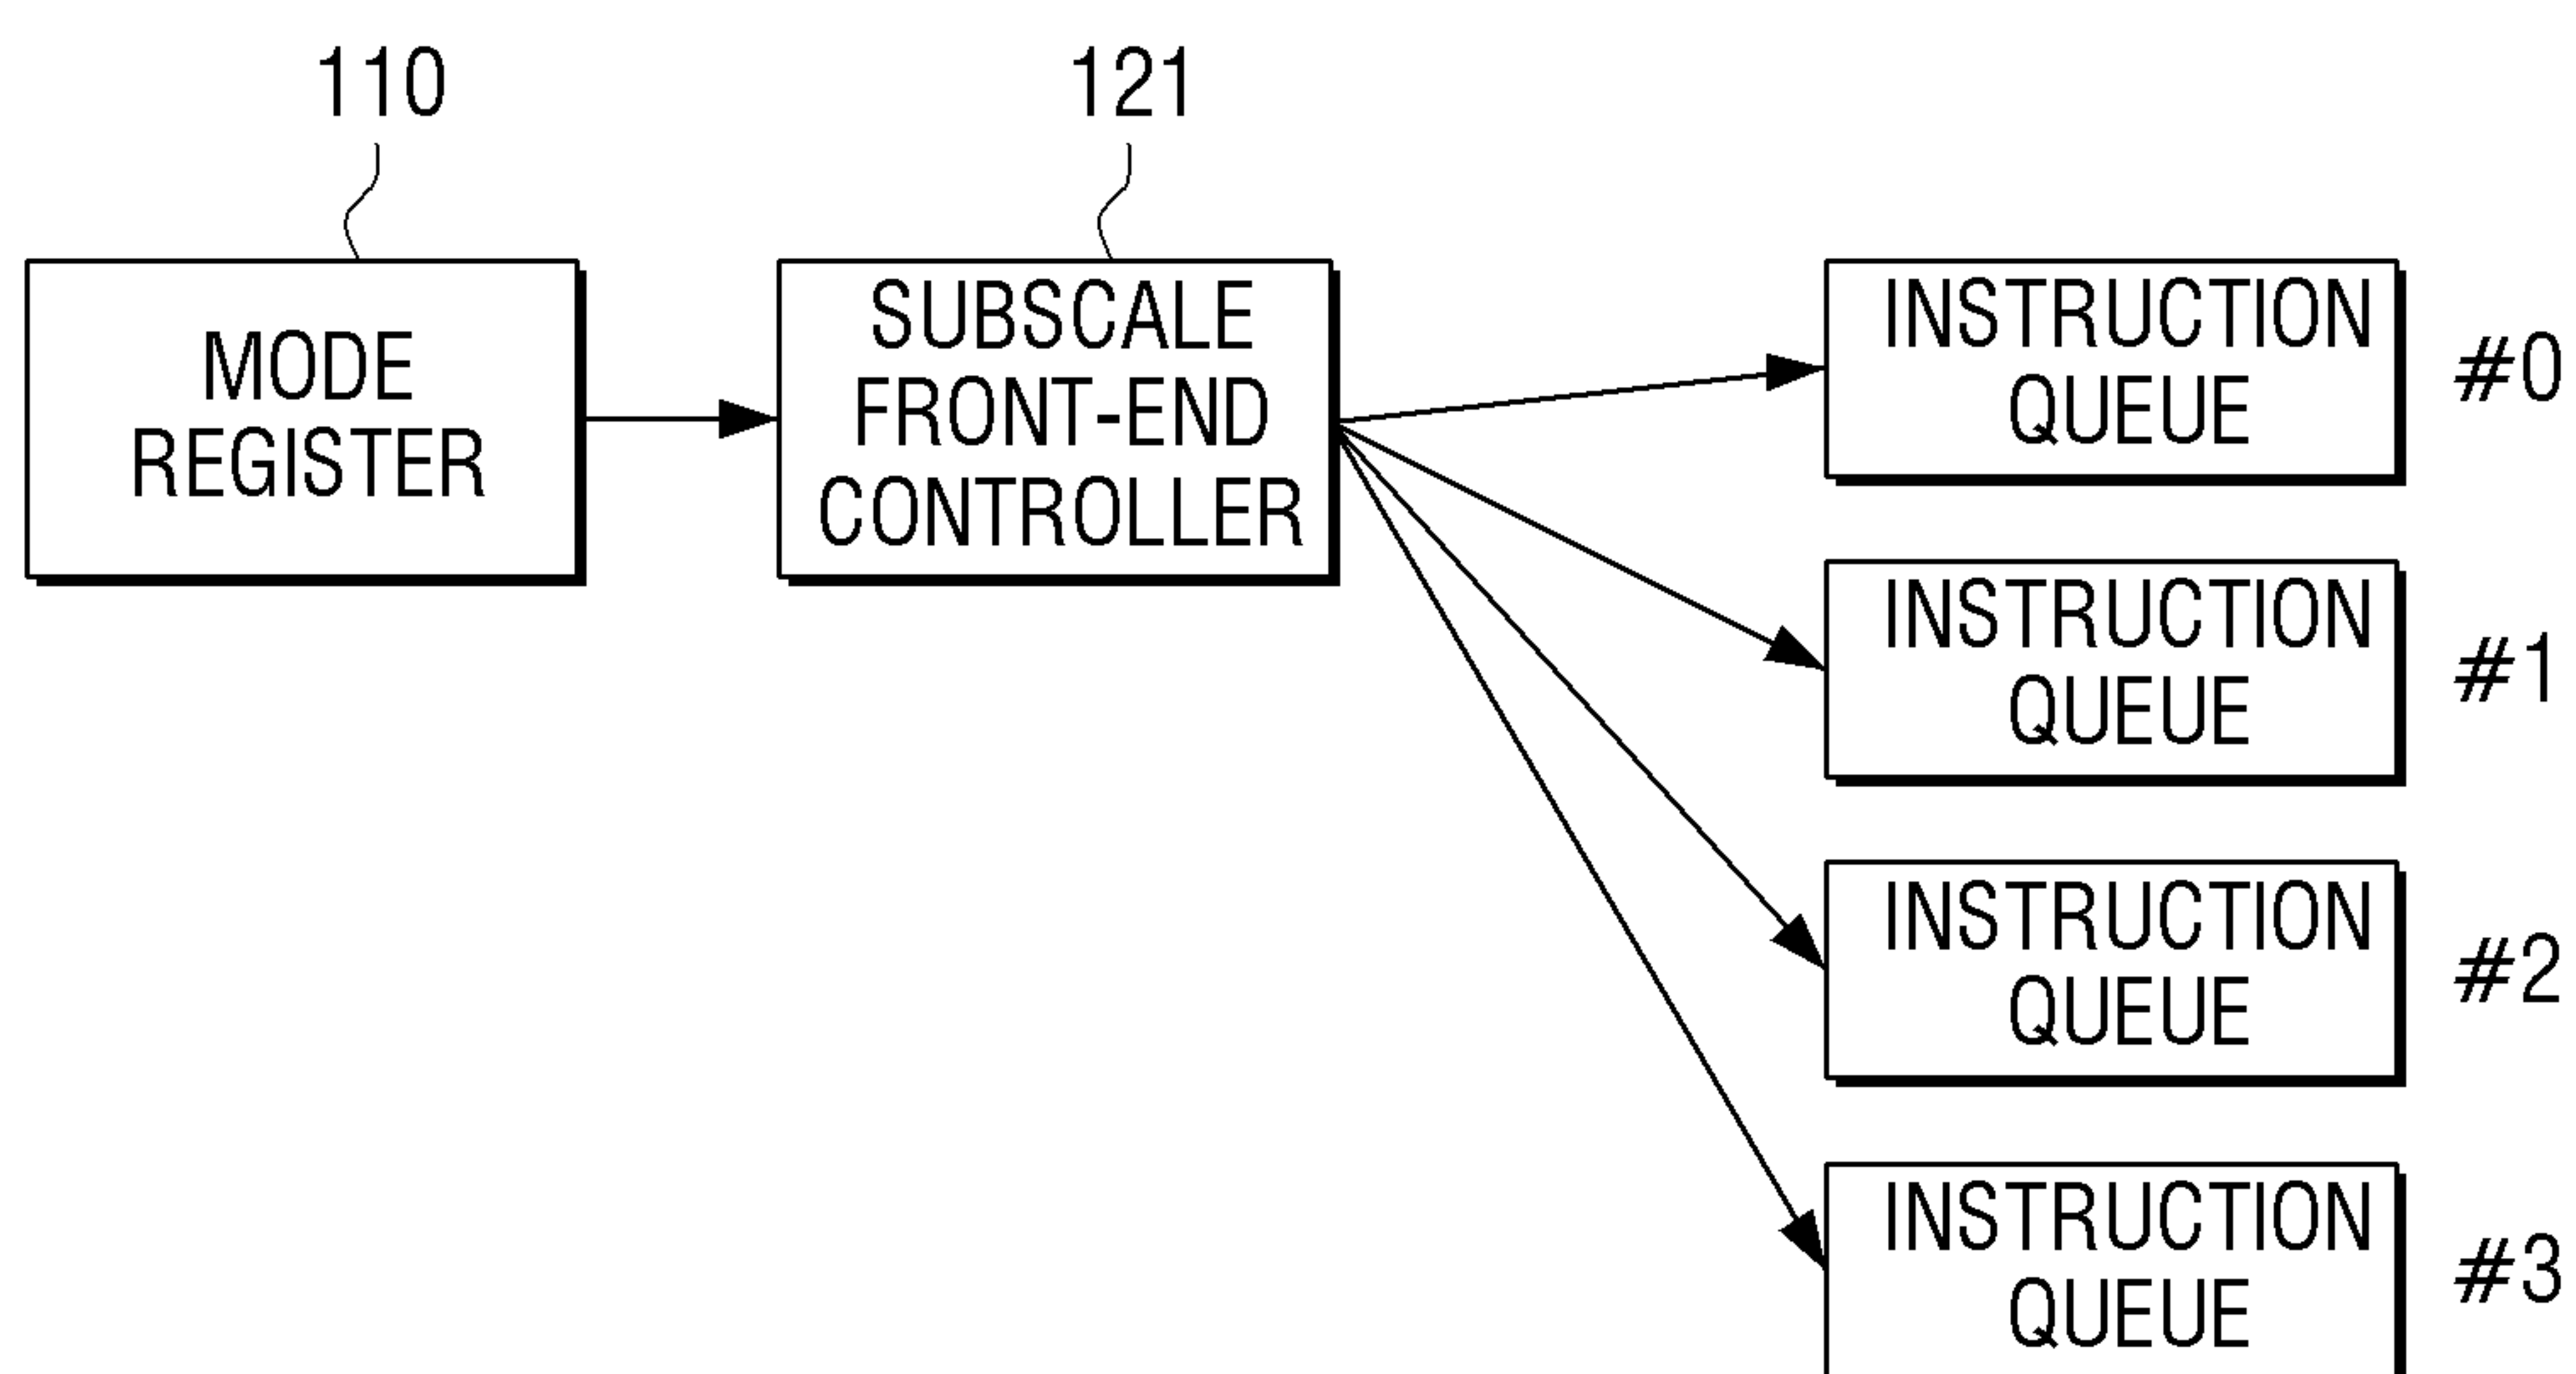 110
121
MODE
REGISTER
SUBSCALE
FRONT-END
CONTROLLER
INSTRUCTION
QUEUE
#0
INSTRUCTION
QUEUE
#1
INSTRUCTION
QUEUE
#2
INSTRUCTION
QUEUE
#3